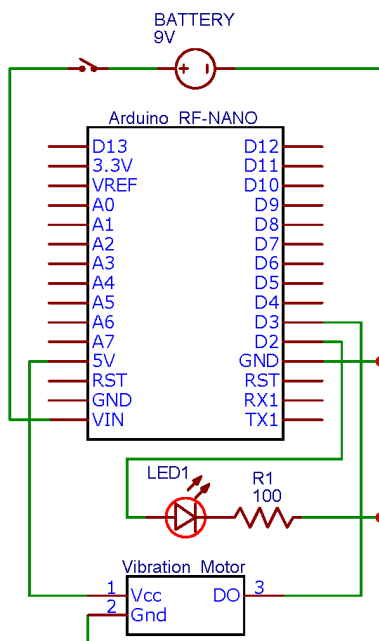 BATTERY
9V
Arduino RF-NANO
D13 D12
3.3V D11
VREF D10
A0 D9
A1 D8
A2 D7
A3 D6
A4 D5
A5 D4
A6 D3
A7 D2
5V GND
RST RST
GND RX1
VIN TX1
LED1 R1
100
Vibration Motor
1 Vcc DO 3
2 Gnd